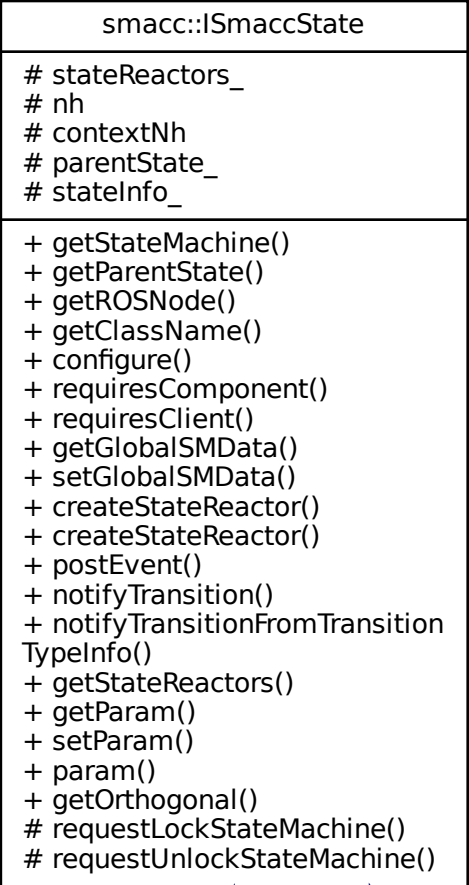 smacc::ISmaccState
# stateReactors_
# nh
# contextNh
# parentState_
# stateInfo_
+ getStateMachine()
+ getParentState()
+ getROSNode()
+ getClassName()
+ configure()
+ requiresComponent()
+ requiresClient()
+ getGlobalSMData()
+ setGlobalSMData()
+ createStateReactor()
+ createStateReactor()
+ postEvent()
+ notifyTransition()
+ notifyTransitionFromTransition
TypeInfo()
+ getStateReactors()
+ getParam()
+ setParam()
+ param()
+ getOrthogonal()
# requestLockStateMachine()
# requestUnlockStateMachine()